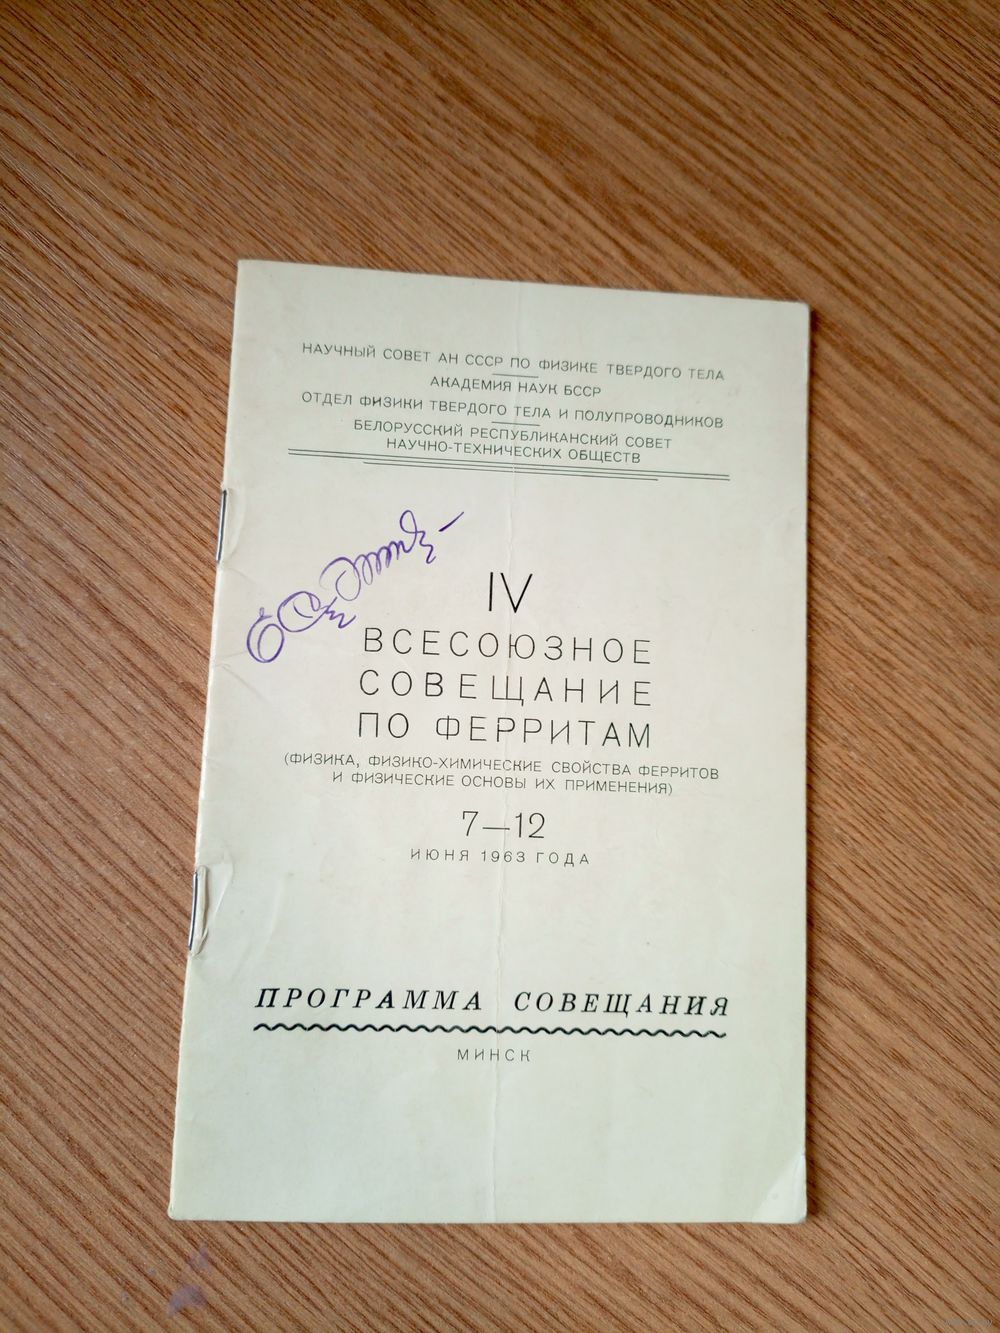 НАУЧНЫЙ СОВЕТ АН СССР ПО ФИЗИКЕ ТВЕРДОГО ТЕЛА
АКАДЕМИЯ НАУК БССР
ОТДЕЛ ФИЗИКИ ТВЕРДОГО ТЕЛА И ПОЛУПРОВОДНИКОВ
БЕЛОРУССКИЙ РЕСПУБЛИКАНСКИЙ СОВЕТ
НАУЧНО-ТЕХНИЧЕСКИХ ОБЩЕСТВ
IV
ВСЕСОЮЗНОЕ
СОВЕЩАНИЕ
ПО ФЕРРИТАМ
(ФИЗИКА, ФИЗИКО-ХИМИЧЕСКИЕ СВОЙСТВА ФЕРРИТОВ
И ФИЗИЧЕСКИЕ ОСНОВЫ ИХ ПРИМЕНЕНИЯ)
7—12
ИЮНЯ 1963 ГОДА
ПРОГРАММА СОВЕЩАНИЯ
МИНСК